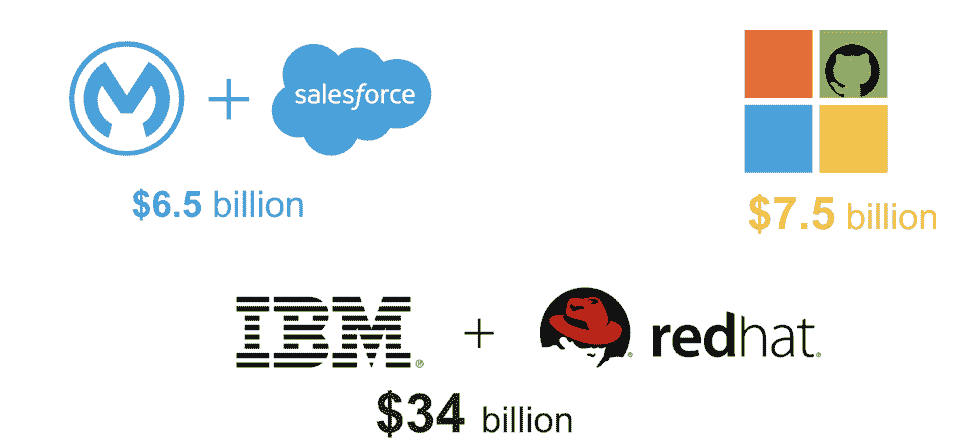 salesforce
$6.5 billion
$7.5 billion
IBM®
+
redhat®
$34 billion